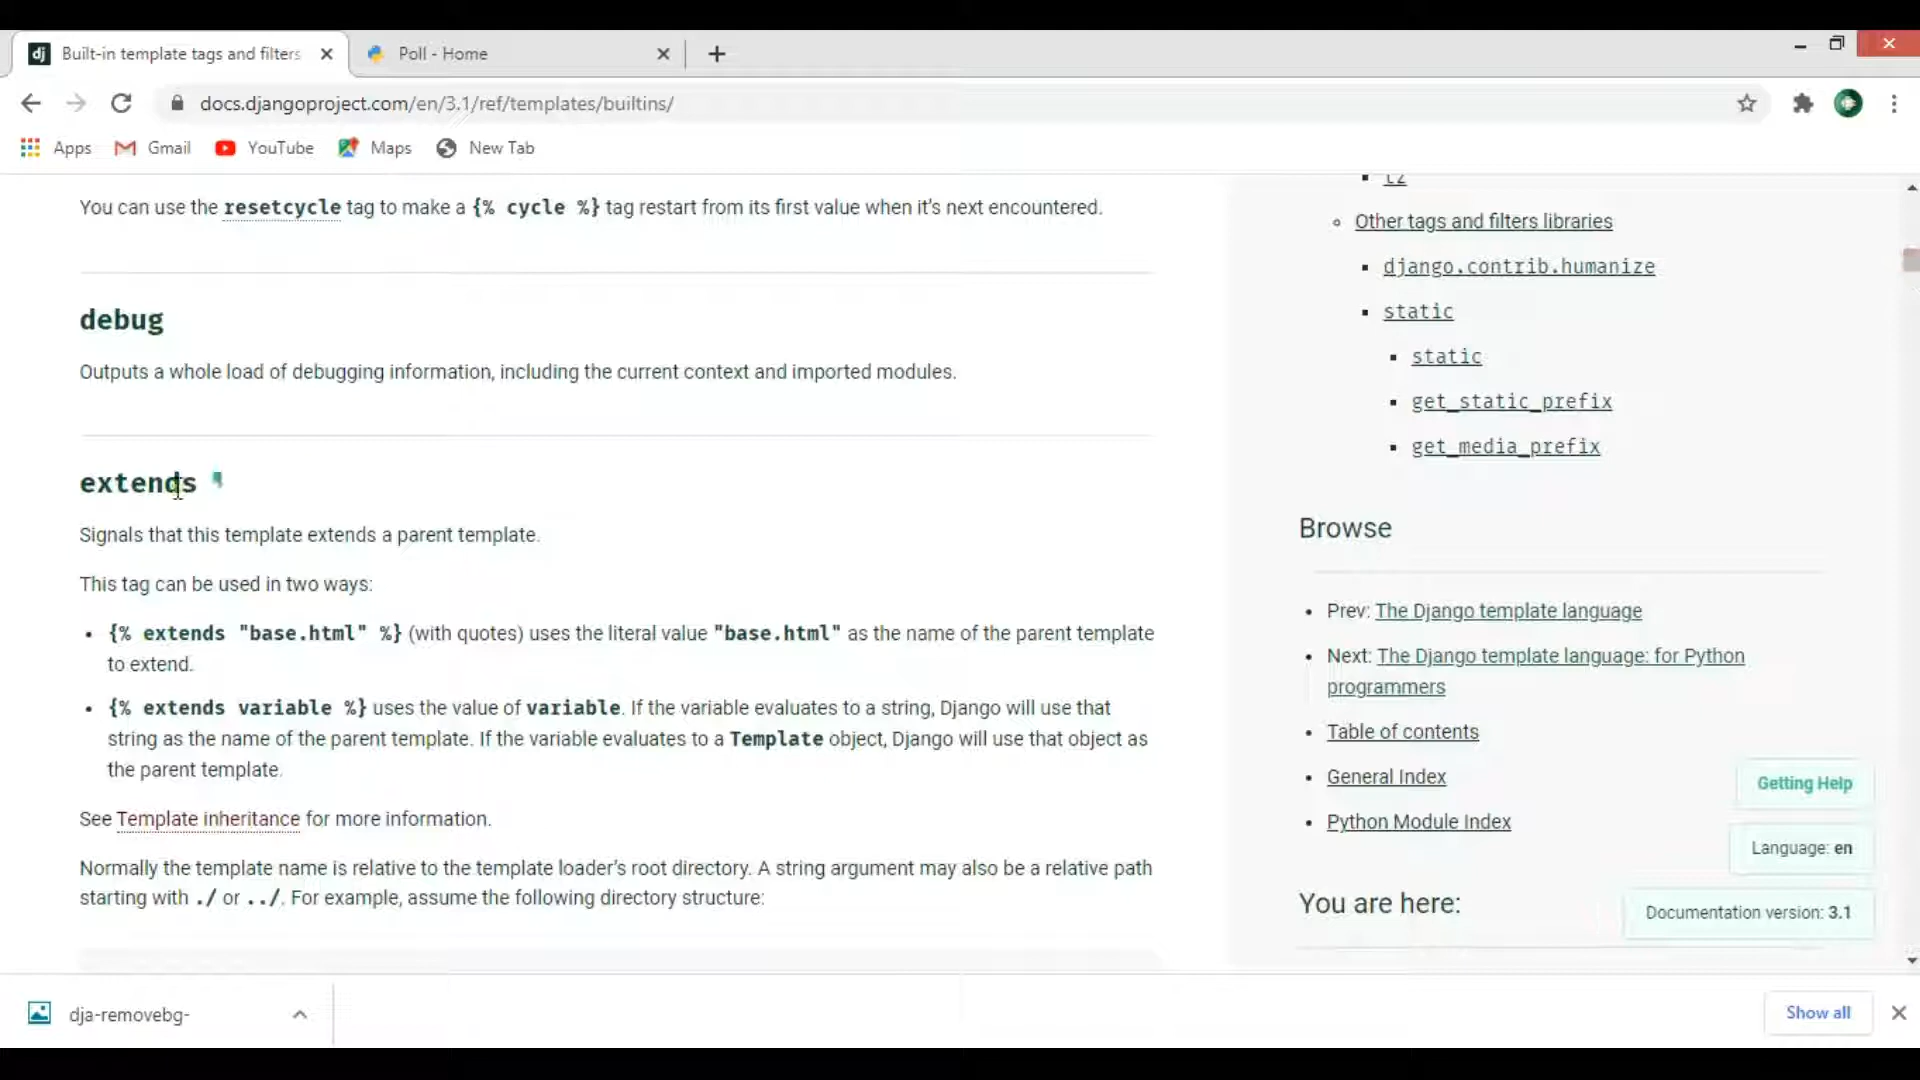 dj Built-in template tags and filters
Poll - Home
docs.djangoproject.com/en/3.1/ref/templates/builtins/
Apps Gmail YouTube Maps New Tab
You can use the resetcycle tag to make a {% cycle %} tag restart from its first value when it's next encountered.
debug
Outputs a whole load of debugging information, including the current context and imported modules.
extends ¶
Signals that this template extends a parent template.
This tag can be used in two ways:
• {% extends "base.html" %} (with quotes) uses the literal value "base.html" as the name of the parent template
to extend.
• {% extends variable %} uses the value of variable. If the variable evaluates to a string, Django will use that
string as the name of the parent template. If the variable evaluates to a Template object, Django will use that object as
the parent template.
See Template inheritance for more information.
Normally the template name is relative to the template loader's root directory. A string argument may also be a relative path
starting with ./ or ../. For example, assume the following directory structure:
tz
Other tags and filters libraries
django.contrib.humanize
static
static
get_static_prefix
get_media_prefix
Browse
• Prev: The Django template language
• Next: The Django template language: for Python
programmers
• Table of contents
• General Index
• Python Module Index
You are here:
Getting Help
Language: en
Documentation version: 3.1
dja-removebg-
Show all